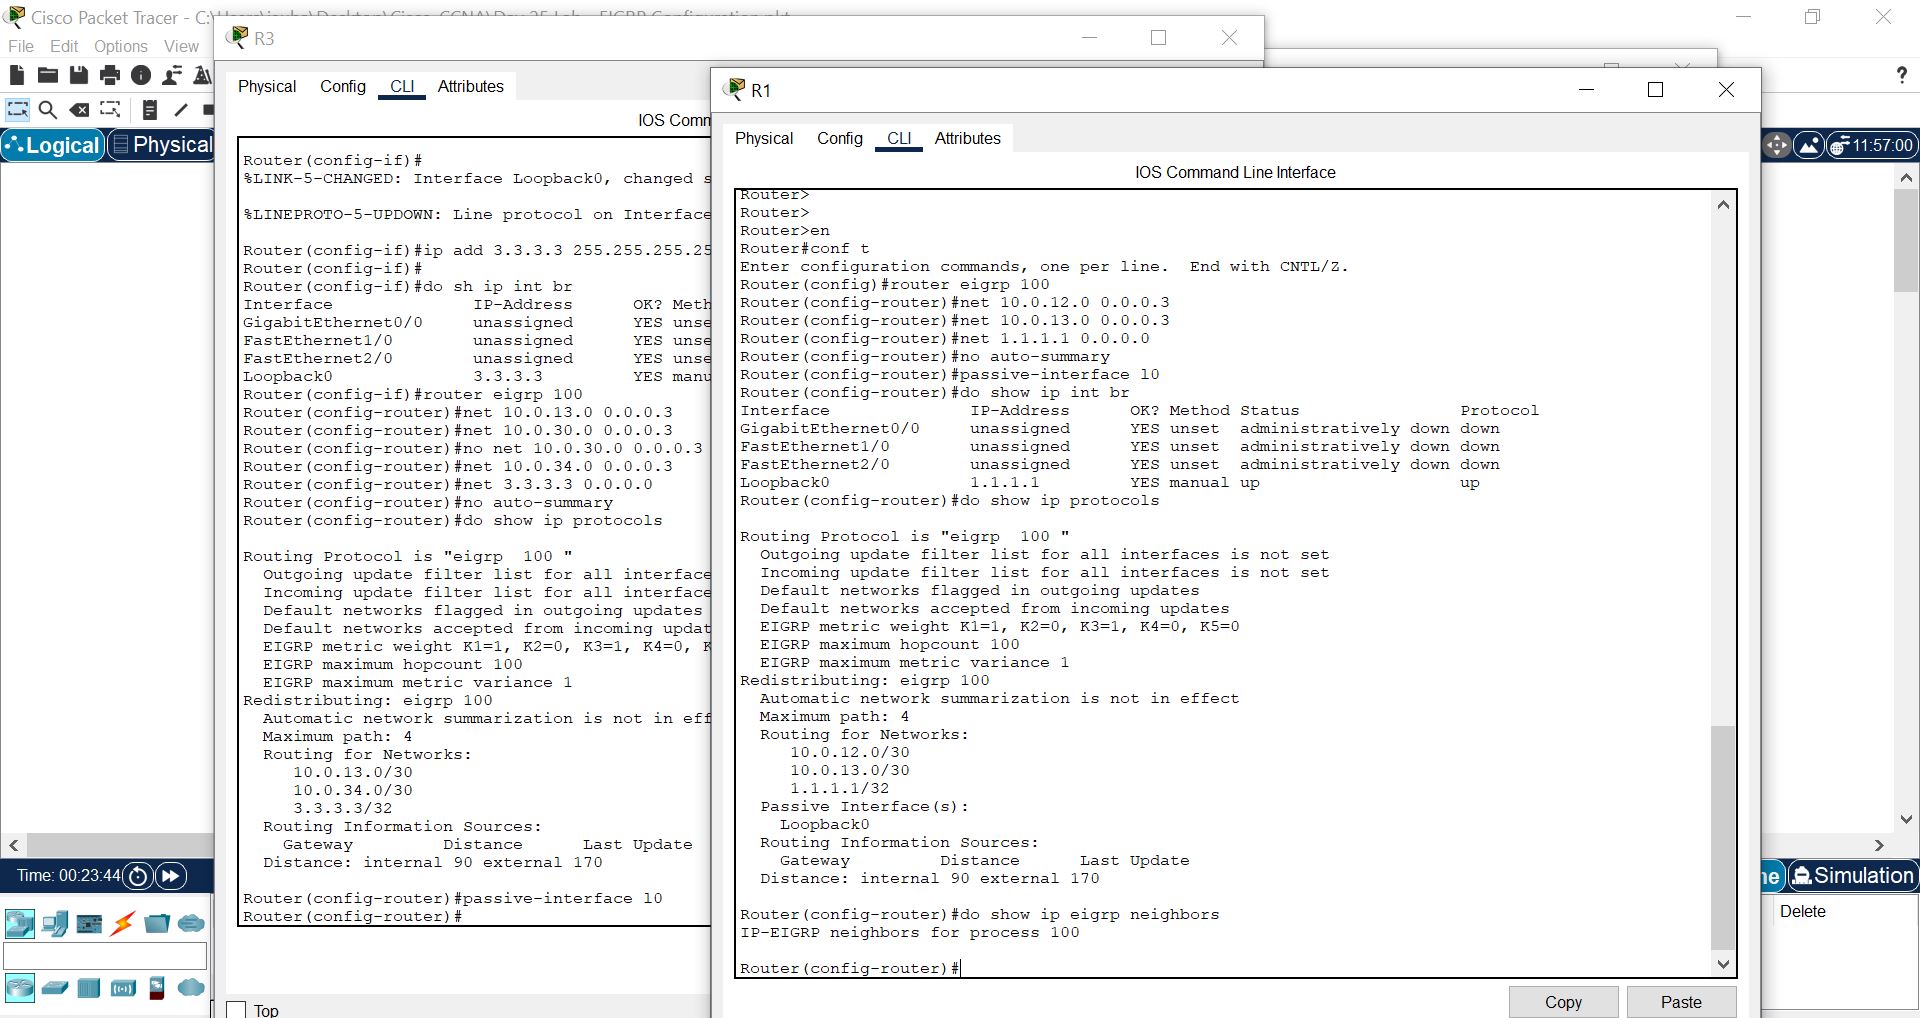 Cisco Packet Tracer - C:\Users\
File Edit Options View
Logical Physical
11:57:00
R3
Physical Config CLI Attributes
IOS Comm
Router(config-if)#
%LINK-5-CHANGED: Interface Loopback0, changed s
%LINEPROTO-5-UPDOWN: Line protocol on Interface
Router(config-if)#ip add 3.3.3.3 255.255.255.25
Router(config-if)#
Router(config-if)#do sh ip int br
Interface IP-Address OK? Meth
GigabitEthernet0/0 unassigned YES unse
FastEthernet1/0 unassigned YES unse
FastEthernet2/0 unassigned YES unse
Loopback0 3.3.3.3 YES manu
Router(config-if)#router eigrp 100
Router(config-router)#net 10.0.13.0 0.0.0.3
Router(config-router)#net 10.0.30.0 0.0.0.3
Router(config-router)#no net 10.0.30.0 0.0.0.3
Router(config-router)#net 10.0.34.0 0.0.0.3
Router(config-router)#net 3.3.3.3 0.0.0.0
Router(config-router)#no auto-summary
Router(config-router)#do show ip protocols
Routing Protocol is "eigrp  100 "
Outgoing update filter list for all interface
Incoming update filter list for all interface
Default networks flagged in outgoing updates
Default networks accepted from incoming updat
EIGRP metric weight K1=1, K2=0, K3=1, K4=0, K
EIGRP maximum hopcount 100
EIGRP maximum metric variance 1
Redistributing: eigrp 100
Automatic network summarization is not in eff
Maximum path: 4
Routing for Networks:
10.0.13.0/30
10.0.34.0/30
3.3.3.3/32
Routing Information Sources:
Gateway Distance Last Update
Distance: internal 90 external 170
Router(config-router)#passive-interface l0
Router(config-router)#
Top
R1
Physical Config CLI Attributes
IOS Command Line Interface
Router>
Router>
Router>en
Router#conf t
Enter configuration commands, one per line.  End with CNTL/Z.
Router(config)#router eigrp 100
Router(config-router)#net 10.0.12.0 0.0.0.3
Router(config-router)#net 10.0.13.0 0.0.0.3
Router(config-router)#net 1.1.1.1 0.0.0.0
Router(config-router)#no auto-summary
Router(config-router)#passive-interface l0
Router(config-router)#do show ip int br
Interface IP-Address OK? Method Status Protocol
GigabitEthernet0/0 unassigned YES unset administratively down down
FastEthernet1/0 unassigned YES unset administratively down down
FastEthernet2/0 unassigned YES unset administratively down down
Loopback0 1.1.1.1 YES manual up up
Router(config-router)#do show ip protocols
Routing Protocol is "eigrp  100 "
Outgoing update filter list for all interfaces is not set
Incoming update filter list for all interfaces is not set
Default networks flagged in outgoing updates
Default networks accepted from incoming updates
EIGRP metric weight K1=1, K2=0, K3=1, K4=0, K5=0
EIGRP maximum hopcount 100
EIGRP maximum metric variance 1
Redistributing: eigrp 100
Automatic network summarization is not in effect
Maximum path: 4
Routing for Networks:
10.0.12.0/30
10.0.13.0/30
1.1.1.1/32
Passive Interface(s):
Loopback0
Routing Information Sources:
Gateway Distance Last Update
Distance: internal 90 external 170
Router(config-router)#do show ip eigrp neighbors
IP-EIGRP neighbors for process 100
Router(config-router)#
Copy Paste
Time: 00:23:44
ne Simulation
Delete